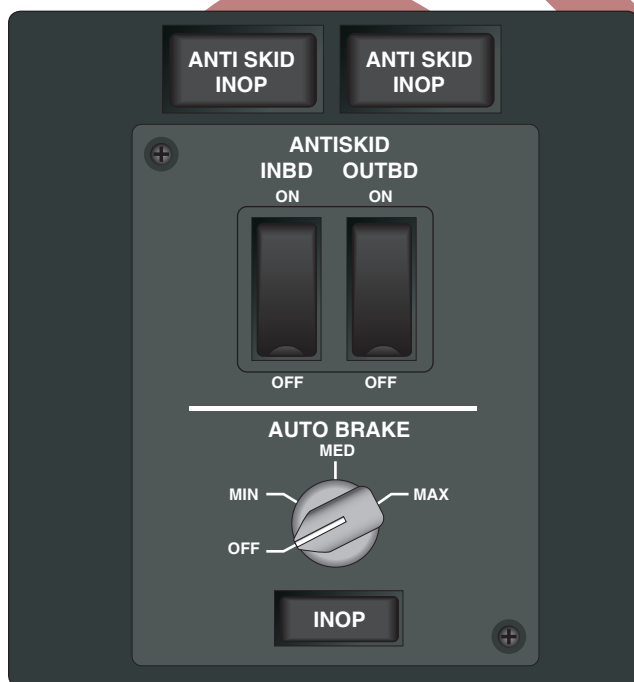 ANTI SKID ANTI SKID
INOP INOP
ANTISKID
INBD OUTBD
ON ON
OFF OFF
AUTO BRAKE
MED
MIN MAX
OFF
INOP